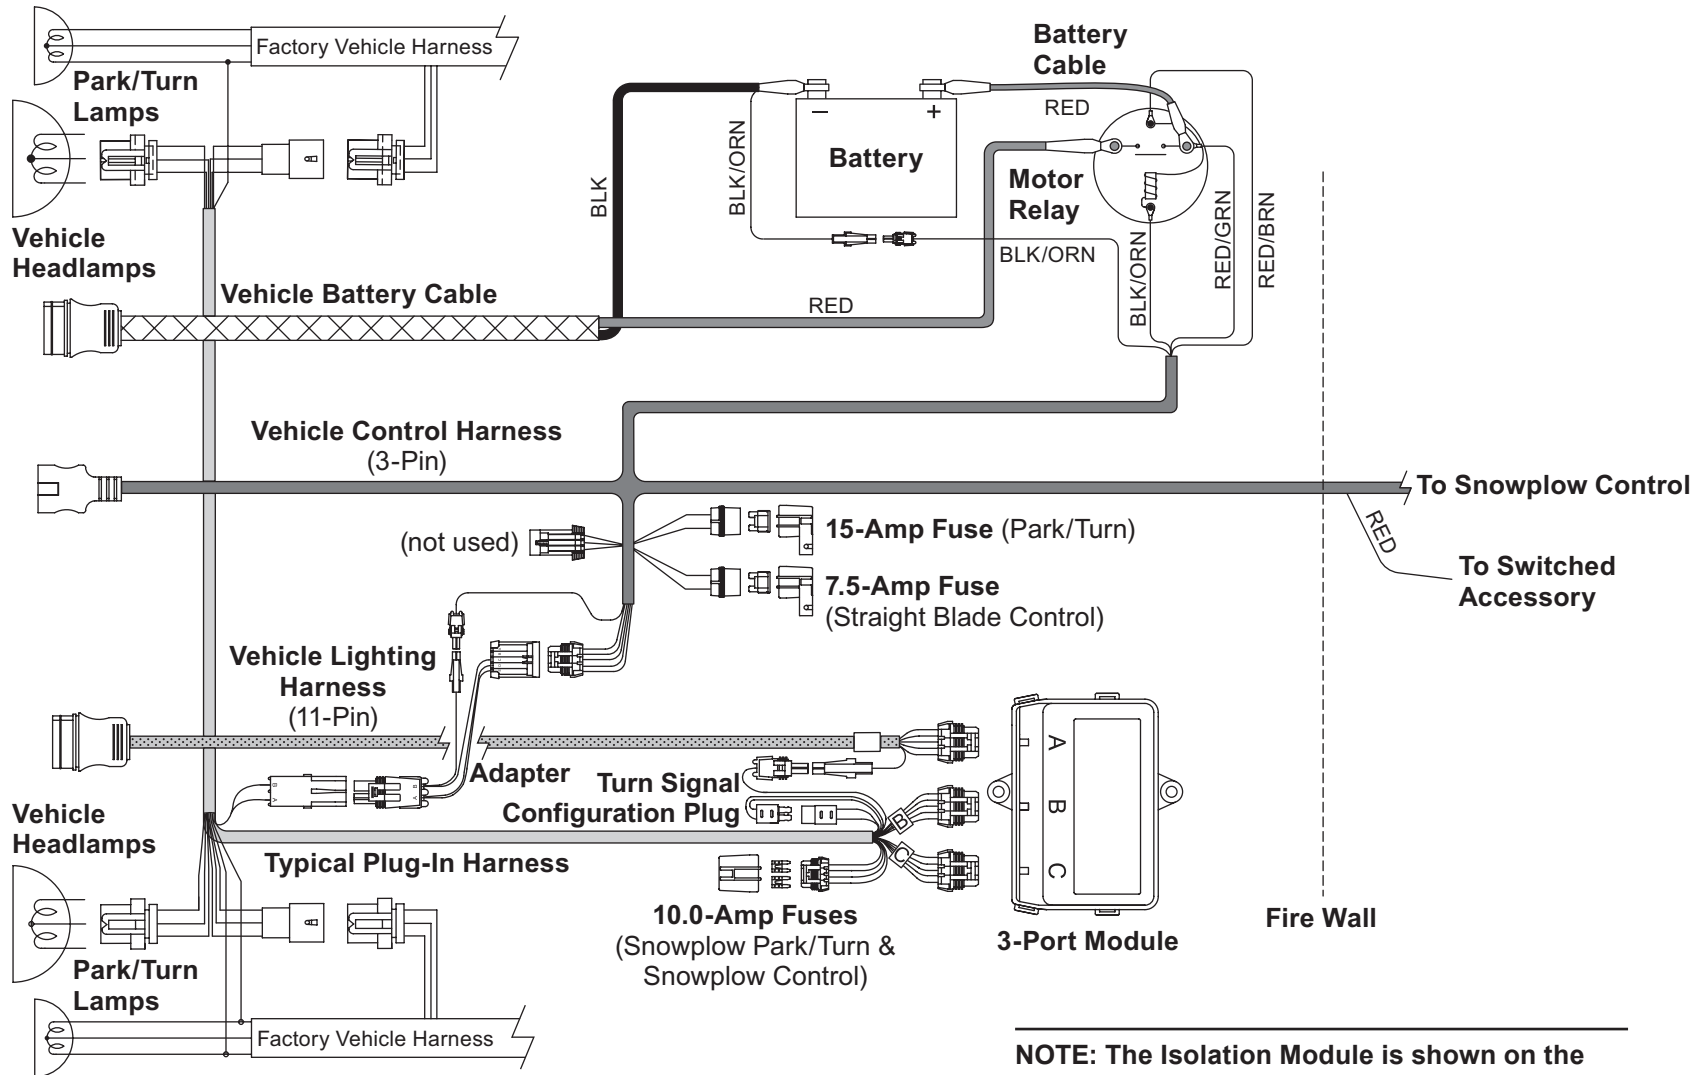 Factory Vehicle Harness
Park/Turn
Lamps
Vehicle
Headlamps
Battery
Cable
RED
−
+
Battery
BLK
BLK/ORN
Motor
Relay
BLK/ORN
BLK/ORN
RED/GRN
RED/BRN
Vehicle Battery Cable
RED
Vehicle Control Harness
(3-Pin)
To Snowplow Control
RED
To Switched
Accessory
(not used)
15-Amp Fuse (Park/Turn)
7.5-Amp Fuse
(Straight Blade Control)
Vehicle Lighting
Harness
(11-Pin)
Adapter
Turn Signal
Configuration Plug
B
A
B
A
B
C
A
B
C
3-Port Module
Fire Wall
Vehicle
Headlamps
Typical Plug-In Harness
10.0-Amp Fuses
(Snowplow Park/Turn &
Snowplow Control)
Park/Turn
Lamps
Factory Vehicle Harness
NOTE: The Isolation Module is shown on the